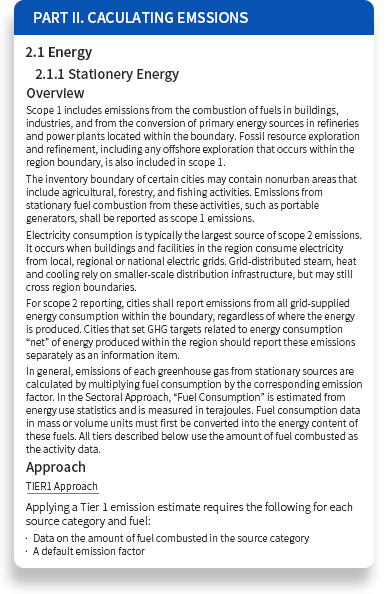 PART II. CACULATING EMSSIONS
2.1 Energy
2.1.1 Stationery Energy
Overview
Scope 1 includes emissions from the combustion of fuels in buildings,
industries, and from the conversion of primary energy sources in refineries
and power plants located within the boundary. Fossil resource exploration
and refinement, including any offshore exploration that occurs within the
region boundary, is also included in scope 1.
The inventory boundary of certain cities may contain nonurban areas that
include agricultural, forestry, and fishing activities. Emissions from
stationary fuel combustion from these activities, such as portable
generators, shall be reported as scope 1 emissions.
Electricity consumption is typically the largest source of scope 2 emissions.
It occurs when buildings and facilities in the region consume electricity
from local, regional or national electric grids. Grid-distributed steam, heat
and cooling rely on smaller-scale distribution infrastructure, but may still
cross region boundaries.
For scope 2 reporting, cities shall report emissions from all grid-supplied
energy consumption within the boundary, regardless of where the energy
is produced. Cities that set GHG targets related to energy consumption
“net” of energy produced within the region should report these emissions
separately as an information item.
In general, emissions of each greenhouse gas from stationary sources are
calculated by multiplying fuel consumption by the corresponding emission
factor. In the Sectoral Approach, “Fuel Consumption” is estimated from
energy use statistics and is measured in terajoules. Fuel consumption data
in mass or volume units must first be converted into the energy content of
these fuels. All tiers described below use the amount of fuel combusted as
the activity data.
Approach
TIER1 Approach
Applying a Tier 1 emission estimate requires the following for each
source category and fuel:
· Data on the amount of fuel combusted in the source category
· A default emission factor